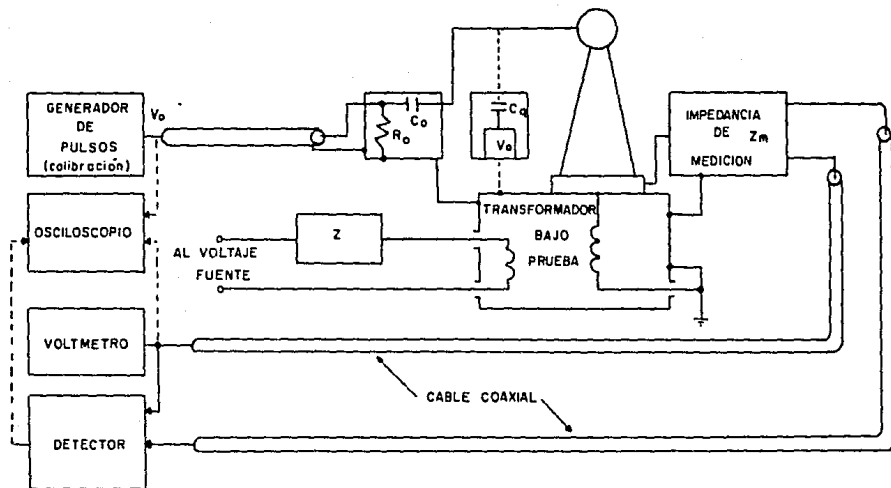 GENERADOR
DE
PULSOS
(calibración)
Vo
Co
Ro
Cq
Vo
IMPEDANCIA
DE Zm
MEDICION
OSCILOSCOPIO
Z
AL VOLTAJE
FUENTE
TRANSFORMADOR
BAJO
PRUEBA
VOLTMETRO
CABLE COAXIAL
DETECTOR